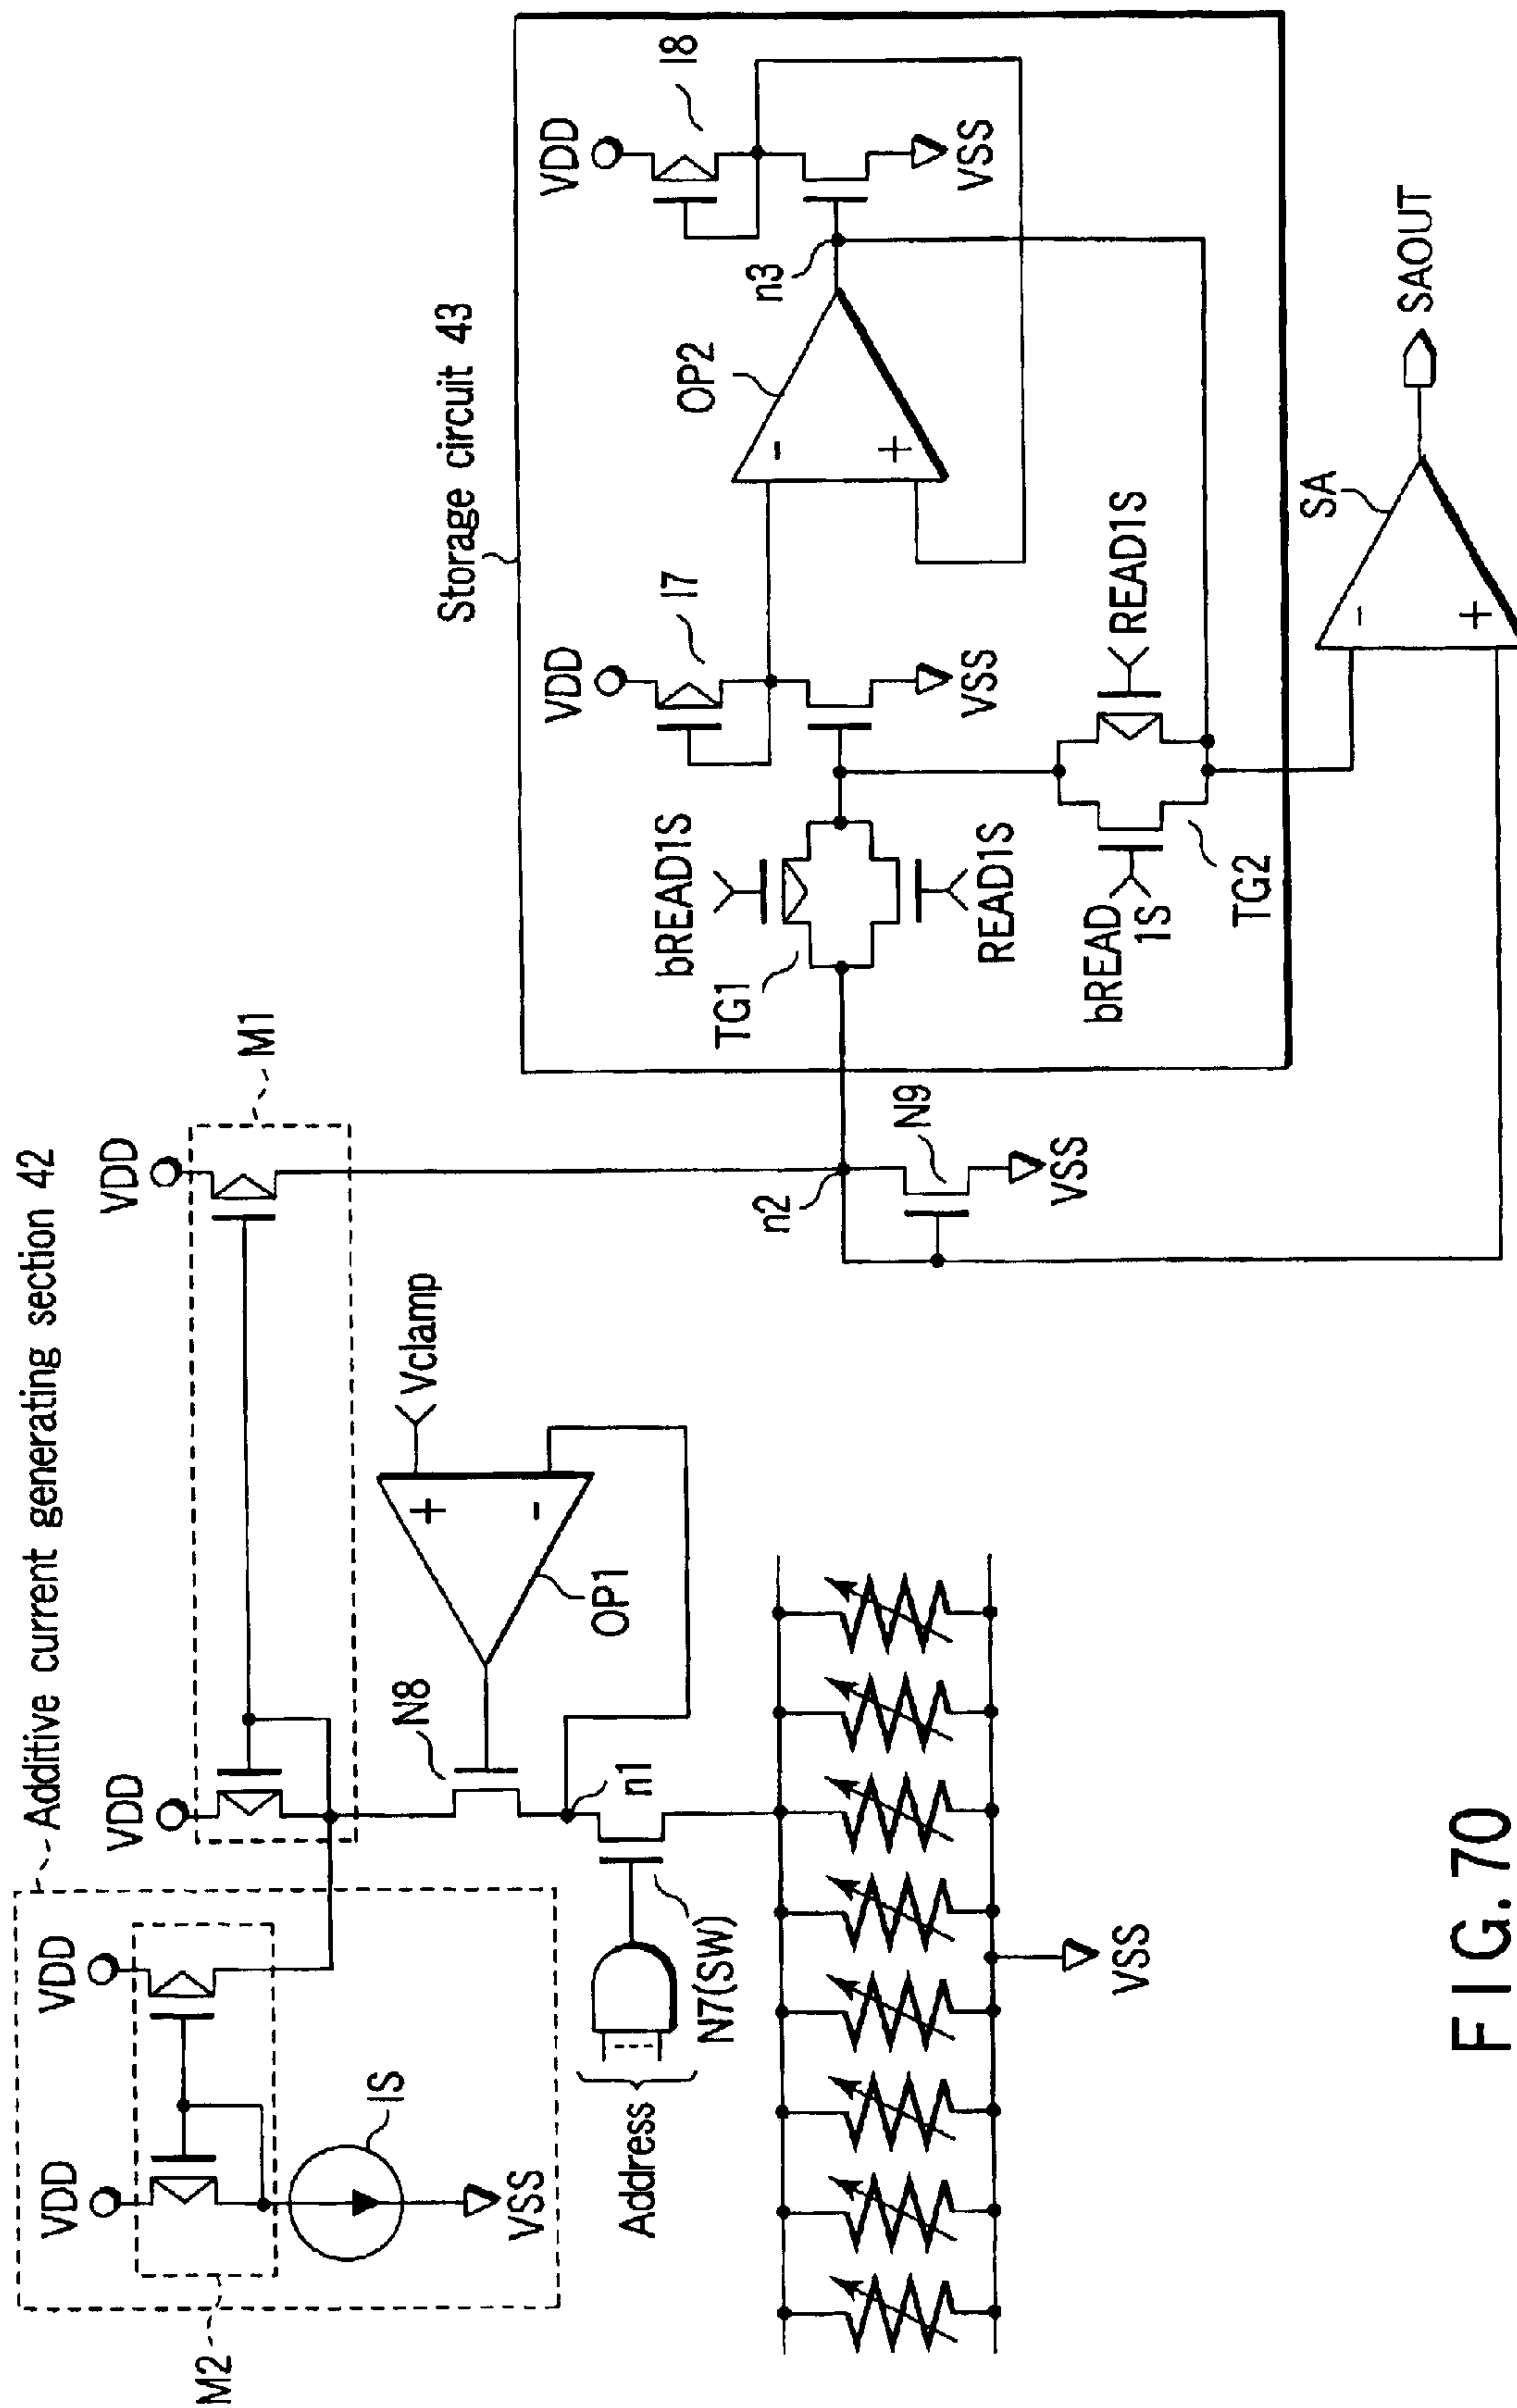 Additive current generating section 42
M2
VDD
VDD
IS
VSS
VDD
VDD
M1
N8
OP1
+
-
Vclamp
n1
N7(SW)
Address
VSS
n2
N9
VSS
Storage circuit 43
TG1
bREAD1S
READ1S
VDD
I7
VSS
OP2
-
+
n3
VDD
I8
VSS
bREAD
1S
READ1S
TG2
SA
-
+
SAOUT
FIG.70